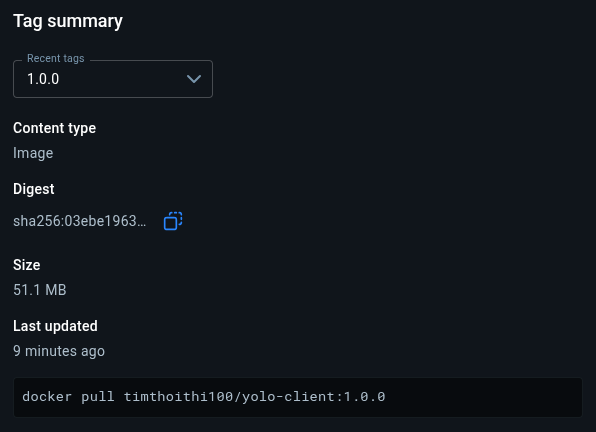 Tag summary
Recent tags
1.0.0
Content type
Image
Digest
sha256:03ebe1963...
Size
51.1 MB
Last updated
9 minutes ago
docker pull timthoithi100/yolo-client:1.0.0